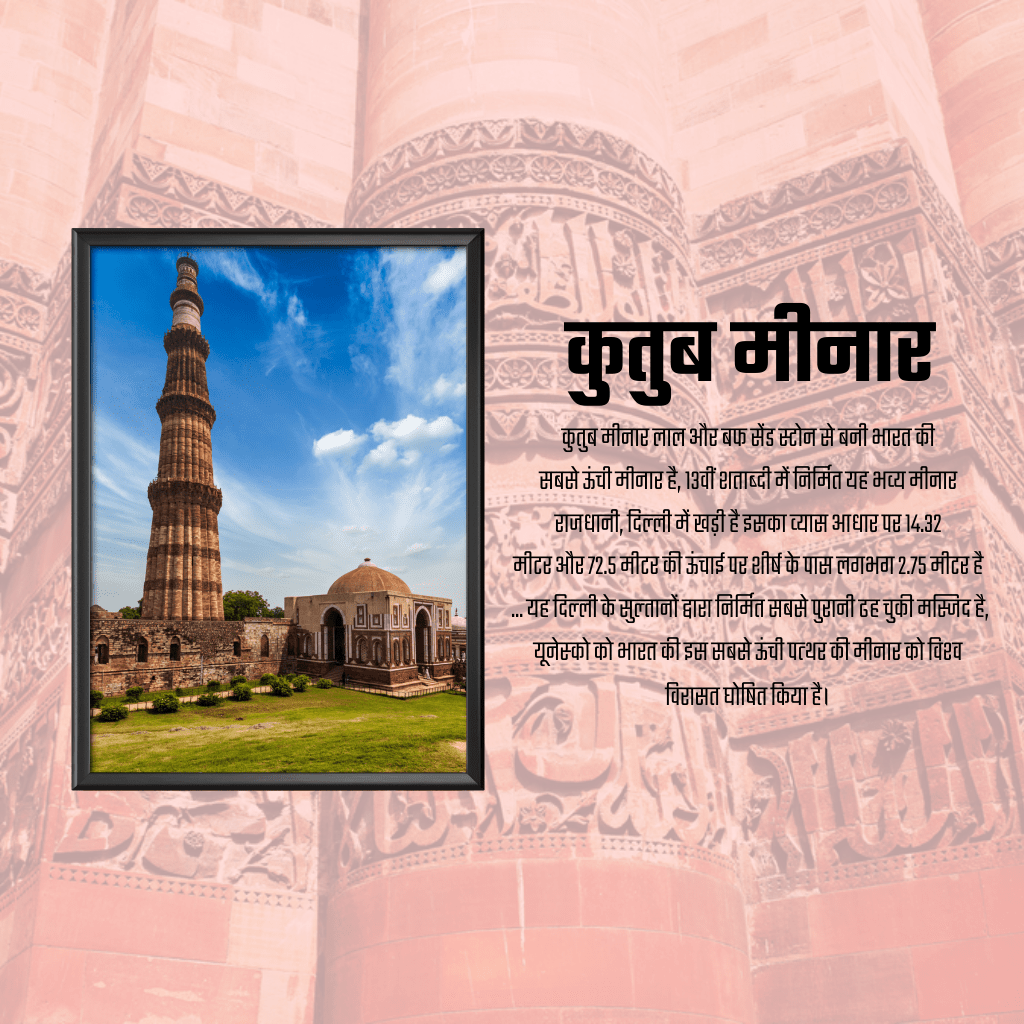 कुतुब मीनार
कुतुब मीनार लाल और बफ सेंड स्टोन से बनी भारत की
सबसे ऊंची मीनार है, 13वीं शताब्दी में निर्मित यह भव्य मीनार
राजधानी, दिल्ली में खड़ी है इसका व्यास आधार पर 14.32
मीटर और 72.5 मीटर की ऊंचाई पर शीर्ष के पास लगभग 2.75 मीटर है
... यह दिल्ली के सुल्तानों द्वारा निर्मित सबसे पुरानी ढह चुकी मस्जिद है,
यूनेस्को को भारत की इस सबसे ऊंची पत्थर की मीनार को विश्व
विरासत घोषित किया है।